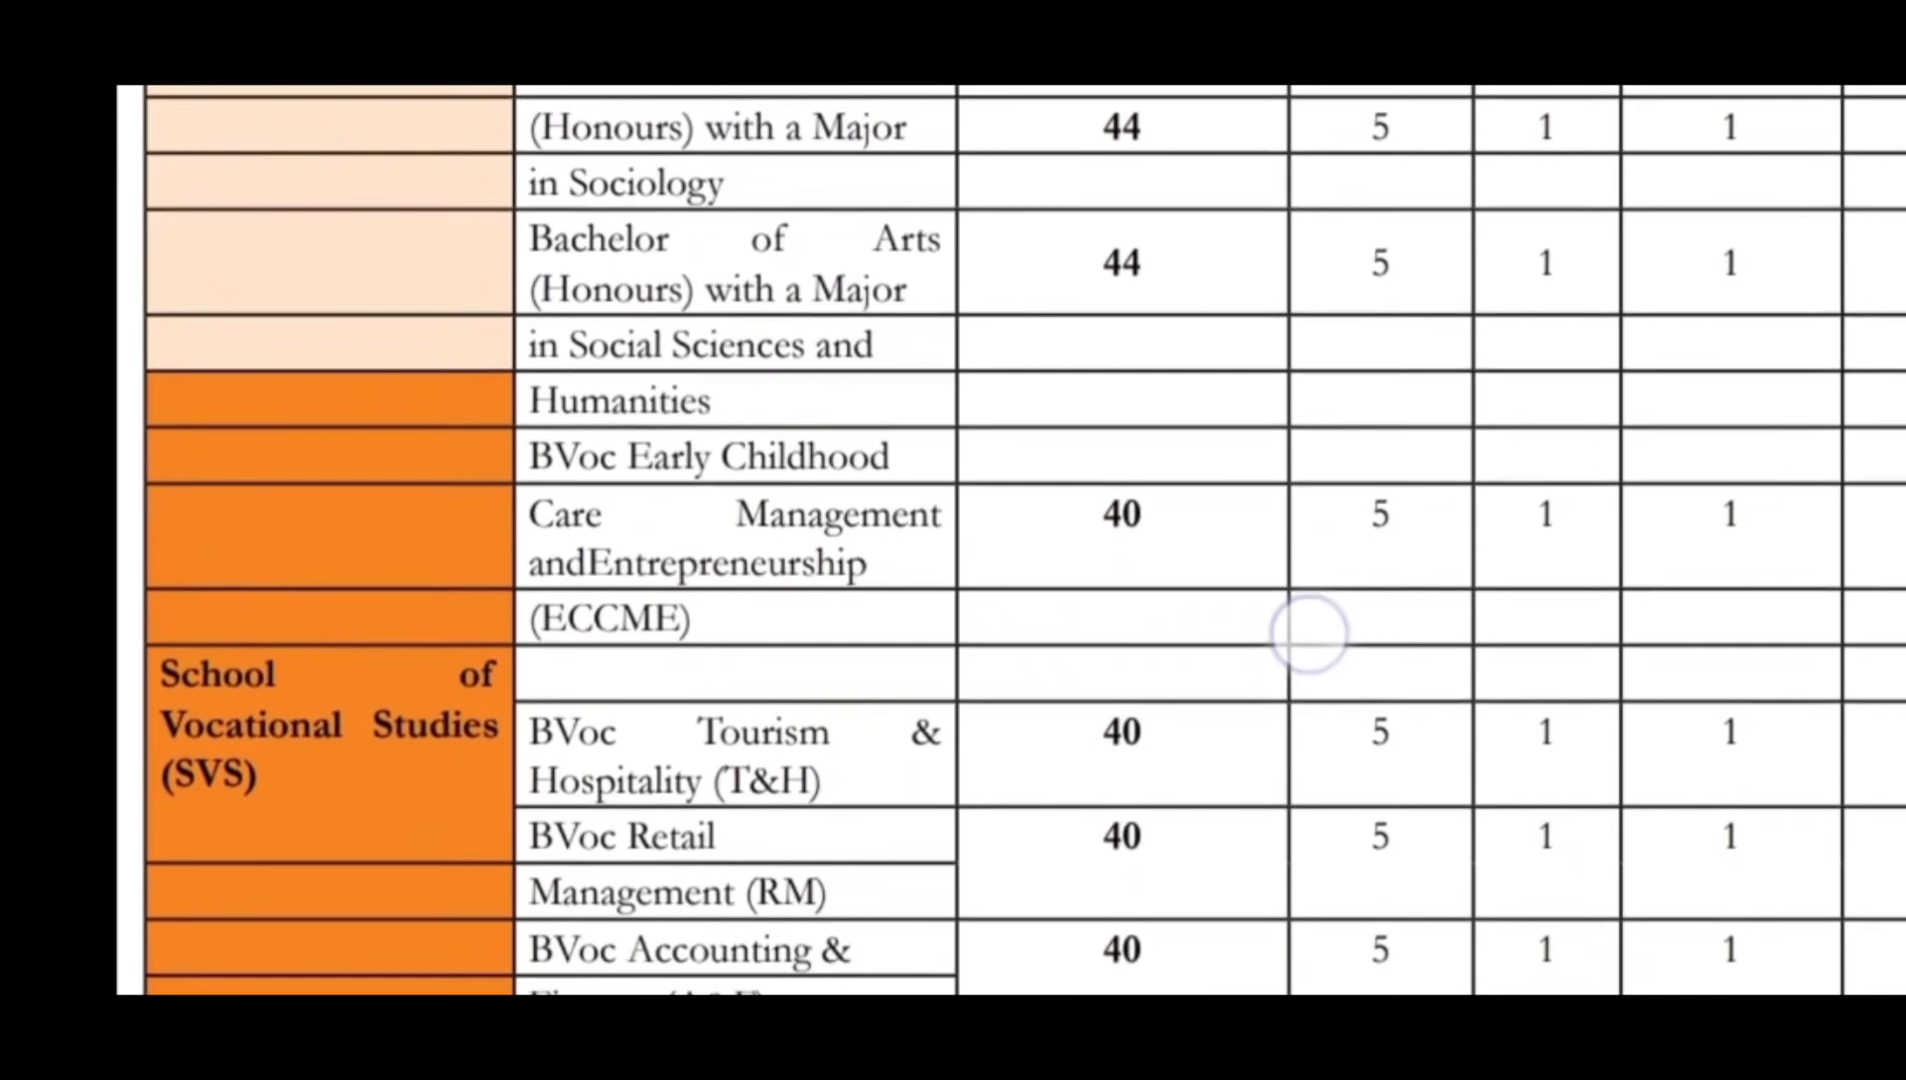 (Honours) with a Major 44 5 1 1
in Sociology
Bachelor of Arts
(Honours) with a Major 44 5 1 1
in Social Sciences and
Humanities
BVoc Early Childhood
Care Management
andEntrepreneurship 40 5 1 1
(ECCME)
School of
Vocational Studies
(SVS)
BVoc Tourism &
Hospitality (T&H) 40 5 1 1
BVoc Retail 40 5 1 1
Management (RM)
BVoc Accounting & 40 5 1 1